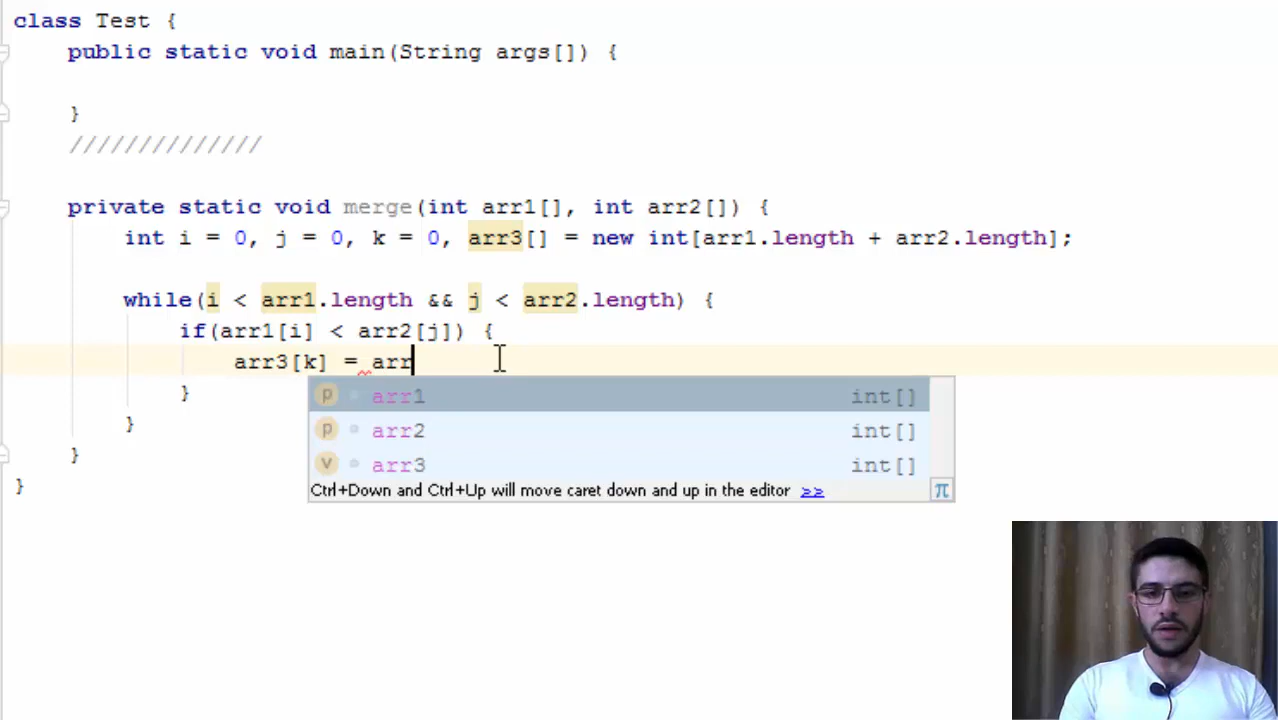 class Test {
public static void main(String args[]) {
}
//////////////
private static void merge(int arr1[], int arr2[]) {
int i = 0, j = 0, k = 0, arr3[] = new int[arr1.length + arr2.length];
while(i < arr1.length && j < arr2.length) {
if(arr1[i] < arr2[j]) {
arr3[k] = arr
}
}
}
}
p arr1 int[]
p arr2 int[]
v arr3 int[]
Ctrl+Down and Ctrl+Up will move caret down and up in the editor >> π